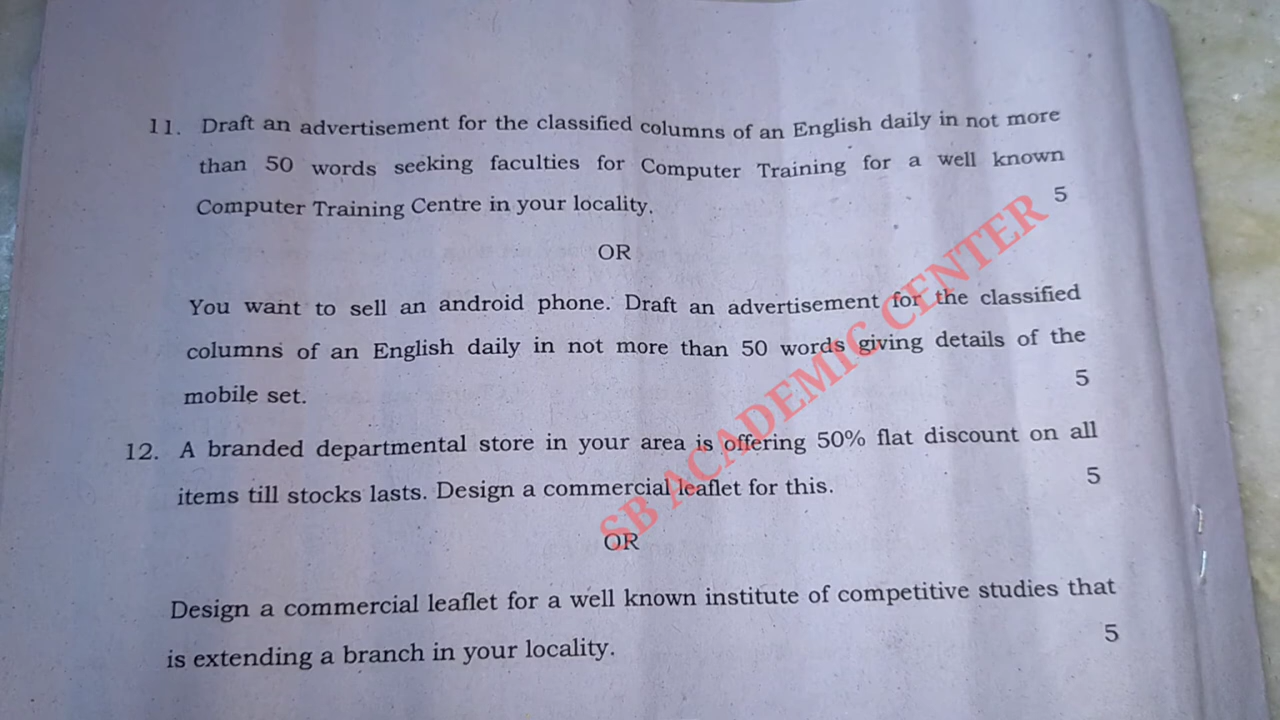 11. Draft an advertisement for the classified columns of an English daily in not more
than 50 words seeking faculties for Computer Training for a well known
Computer Training Centre in your locality. 5
OR
You want to sell an android phone. Draft an advertisement for the classified
columns of an English daily in not more than 50 words giving details of the
mobile set. 5
12. A branded departmental store in your area is offering 50% flat discount on all
items till stocks lasts. Design a commercial leaflet for this. 5
OR
Design a commercial leaflet for a well known institute of competitive studies that
is extending a branch in your locality. 5
SB ACADEMIC CENTER